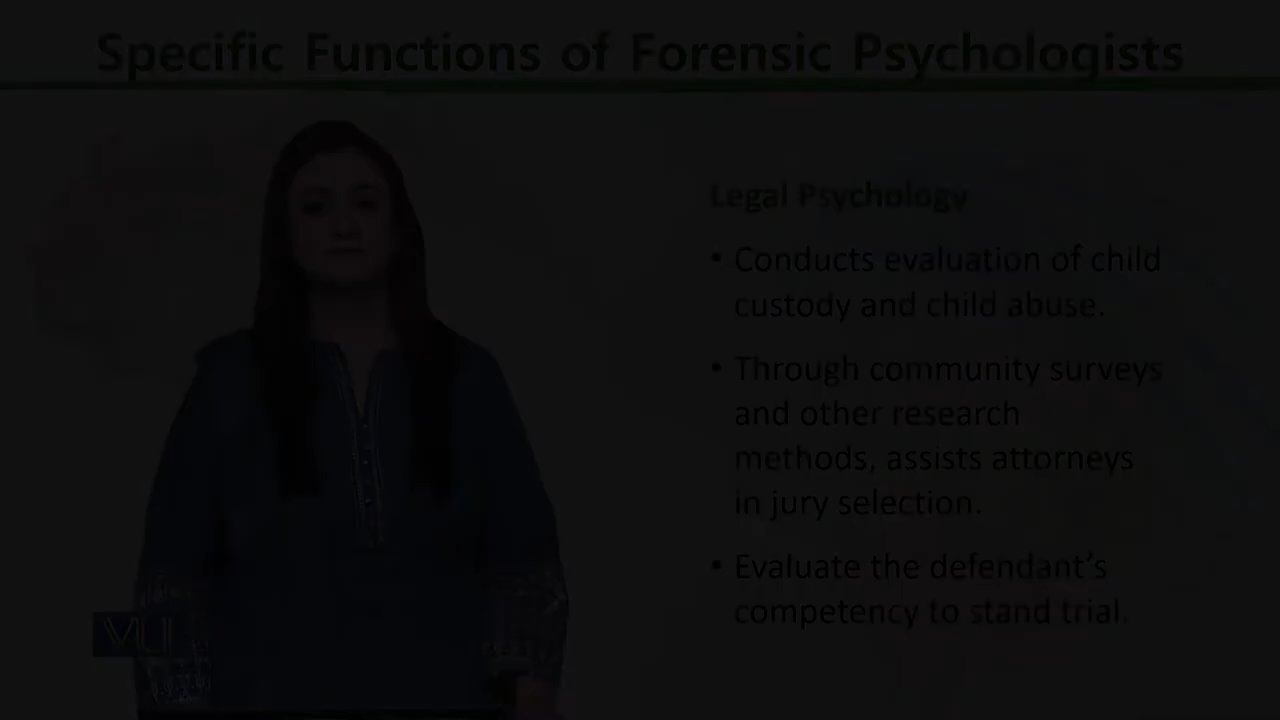 Specific Functions of Forensic Psychologists
Legal Psychology
• Conducts evaluation of child
custody and child abuse.
• Through community surveys
and other research
methods, assists attorneys
in jury selection.
• Evaluate the defendant’s
competency to stand trial.
VU